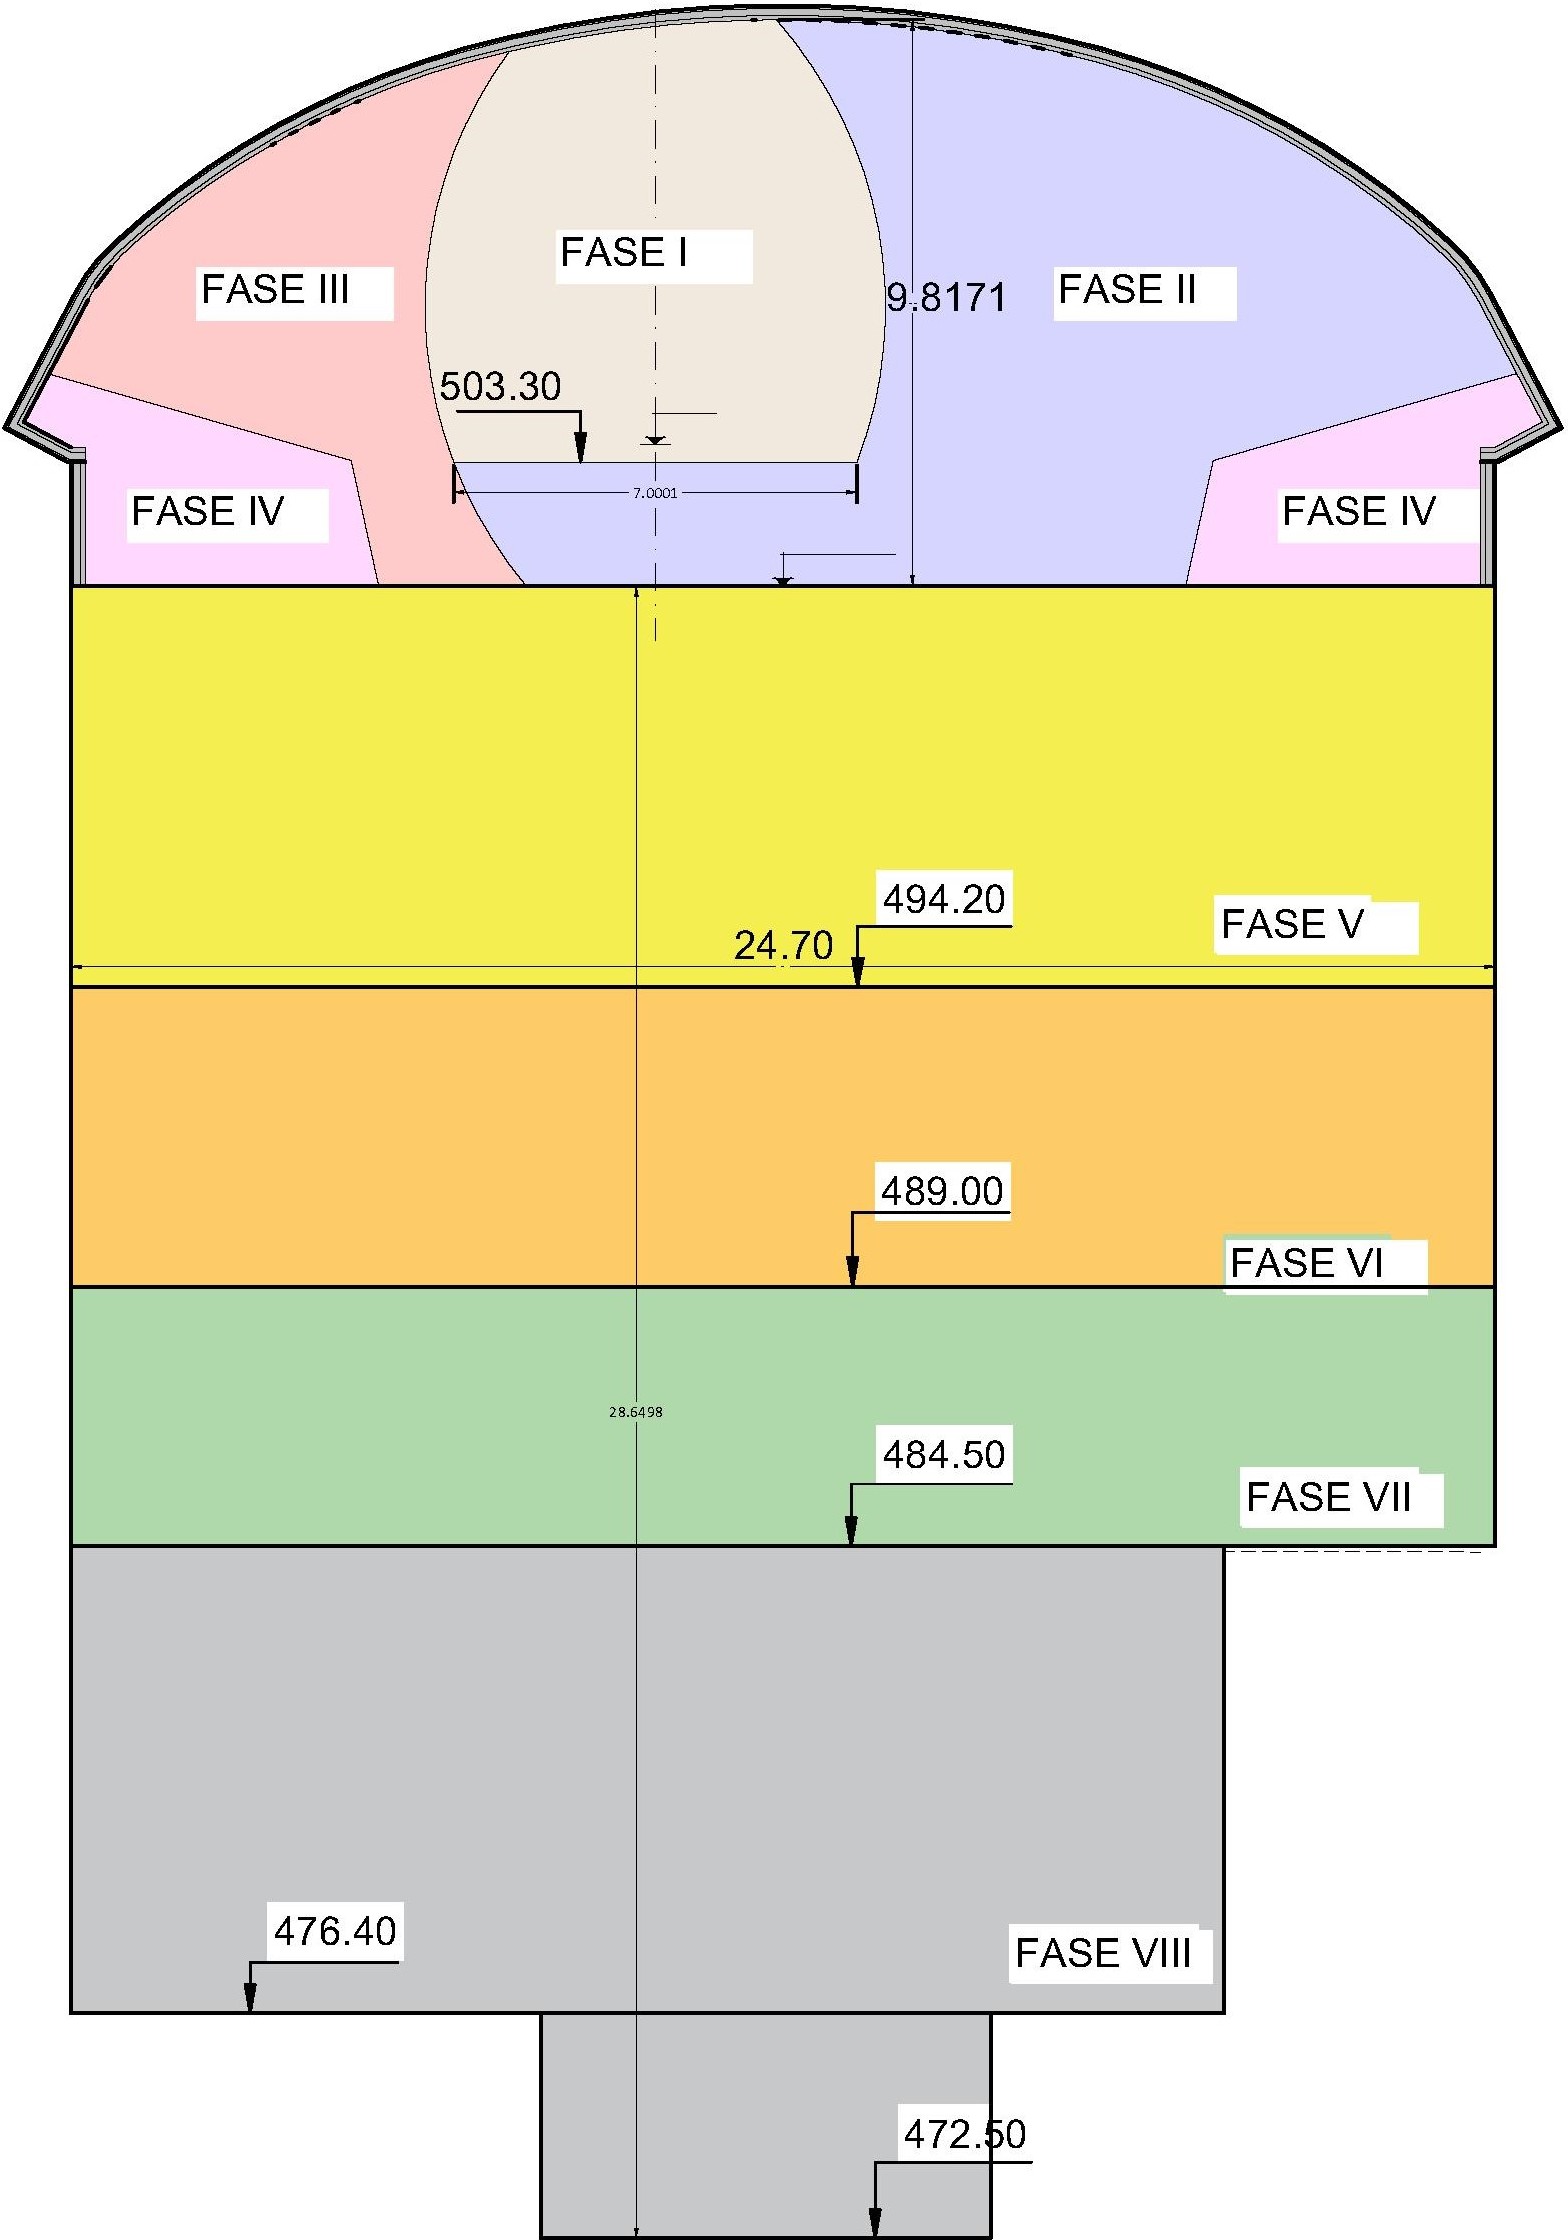 FASE I
FASE III
9.8171
FASE II
503.30
7.0001
FASE IV
FASE IV
494.20
FASE V
24.70
489.00
FASE VI
28.6498
484.50
FASE VII
476.40
FASE VIII
472.50